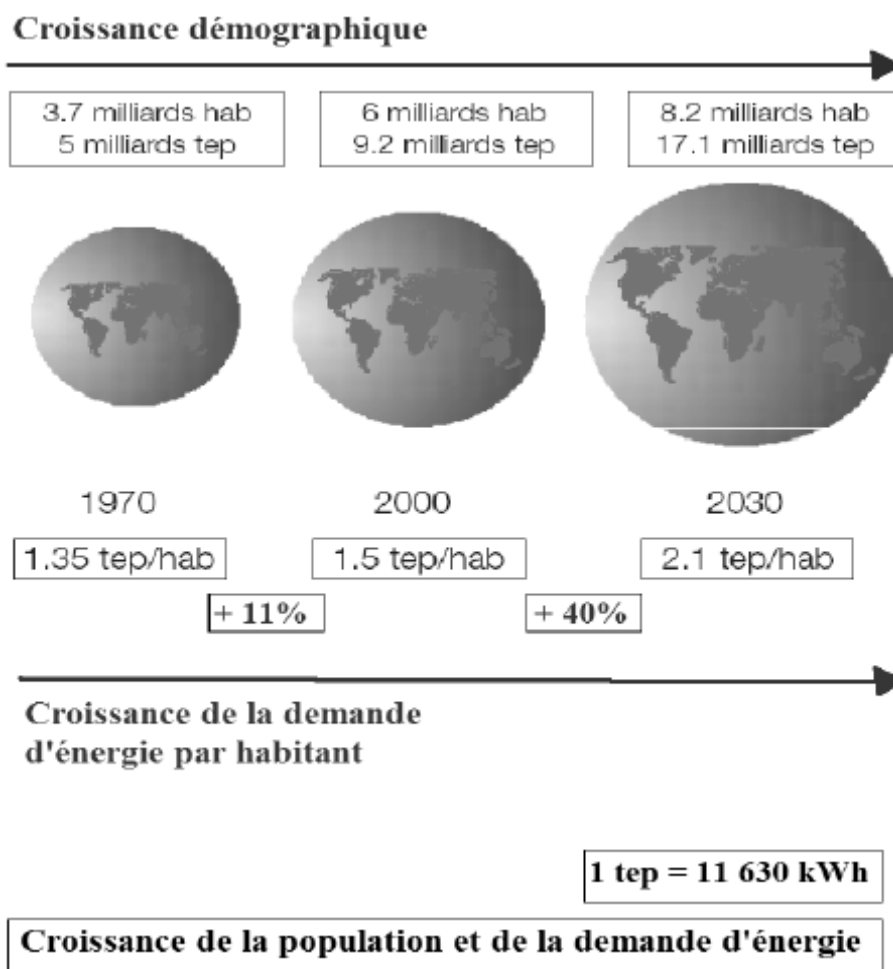 Croissance démographique
3.7 milliards hab
5 milliards tep
6 milliards hab
9.2 milliards tep
8.2 milliards hab
17.1 milliards tep
1970
2000
2030
1.35 tep/hab
1.5 tep/hab
2.1 tep/hab
+ 11%
+ 40%
Croissance de la demande
d'énergie par habitant
1 tep = 11 630 kWh
Croissance de la population et de la demande d'énergie